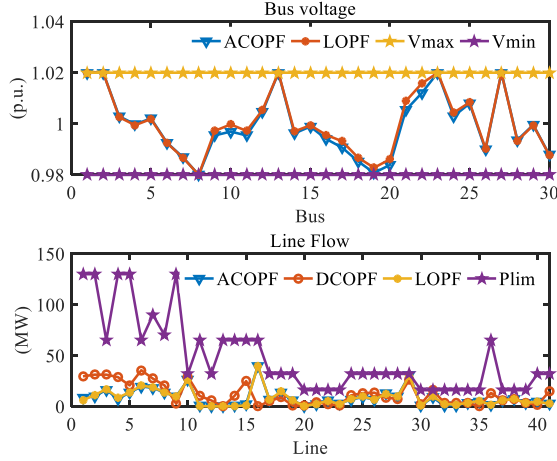 Bus voltage
1.04
1.02
1
0.98
(p.u.)
ACOPF LOPF Vmax Vmin
0 5 10 15 20 25 30
Bus
Line Flow
150
100
50
0
(MW)
ACOPF DCOPF LOPF Plim
0 5 10 15 20 25 30 35 40
Line